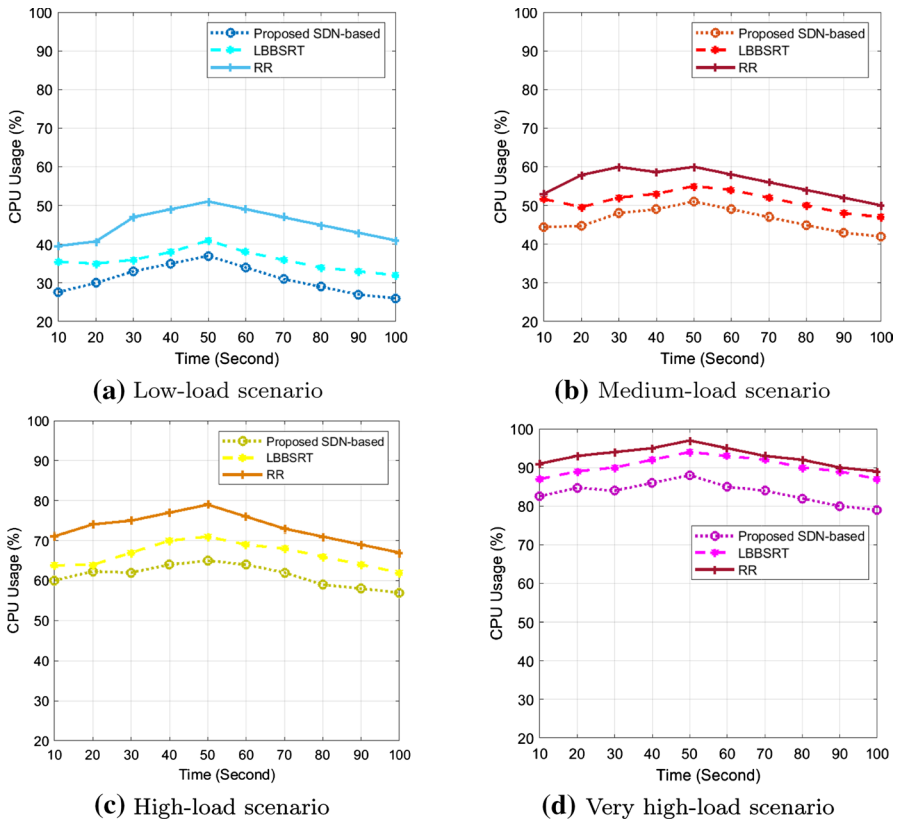 100
90
80
70
60
50
40
30
20
CPU Usage (%)
Proposed SDN-based
LBBSRT
RR
10 20 30 40 50 60 70 80 90 100
Time (Second)
(a) Low-load scenario
100
90
80
70
60
50
40
30
20
CPU Usage (%)
Proposed SDN-based
LBBSRT
RR
10 20 30 40 50 60 70 80 90 100
Time (Second)
(b) Medium-load scenario
100
90
80
70
60
50
40
30
20
CPU Usage (%)
Proposed SDN-based
LBBSRT
RR
10 20 30 40 50 60 70 80 90 100
Time (Second)
(c) High-load scenario
100
90
80
70
60
50
40
30
20
CPU Usage (%)
Proposed SDN-based
LBBSRT
RR
10 20 30 40 50 60 70 80 90 100
Time (Second)
(d) Very high-load scenario